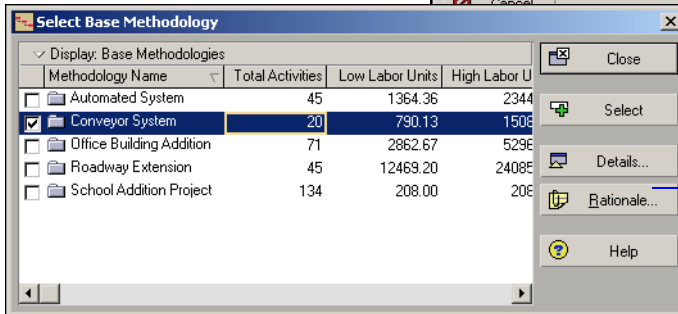 Cancel
Select Base Methodology
Display: Base Methodologies
Methodology Name Total Activities Low Labor Units High Labor U
Automated System 45 1364.36 2344
Conveyor System 20 790.13 1508
Office Building Addition 71 2862.67 5296
Roadway Extension 45 12469.20 24085
School Addition Project 134 208.00 208
Close
Select
Details...
Rationale...
Help